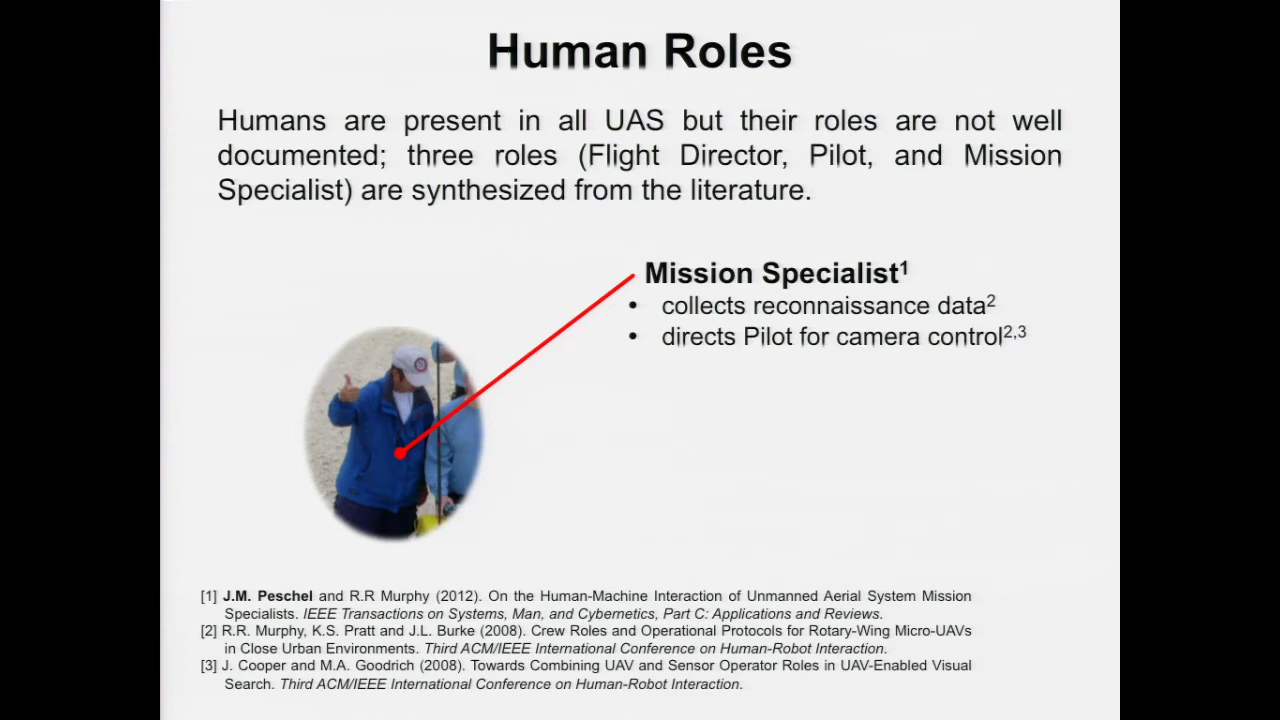 Human Roles
Humans are present in all UAS but their roles are not well
documented; three roles (Flight Director, Pilot, and Mission
Specialist) are synthesized from the literature.
Mission Specialist¹
• collects reconnaissance data²
• directs Pilot for camera control²,³
[1] J.M. Peschel and R.R Murphy (2012). On the Human-Machine Interaction of Unmanned Aerial System Mission
Specialists. IEEE Transactions on Systems, Man, and Cybernetics, Part C: Applications and Reviews.
[2] R.R. Murphy, K.S. Pratt and J.L. Burke (2008). Crew Roles and Operational Protocols for Rotary-Wing Micro-UAVs
in Close Urban Environments. Third ACM/IEEE International Conference on Human-Robot Interaction.
[3] J. Cooper and M.A. Goodrich (2008). Towards Combining UAV and Sensor Operator Roles in UAV-Enabled Visual
Search. Third ACM/IEEE International Conference on Human-Robot Interaction.